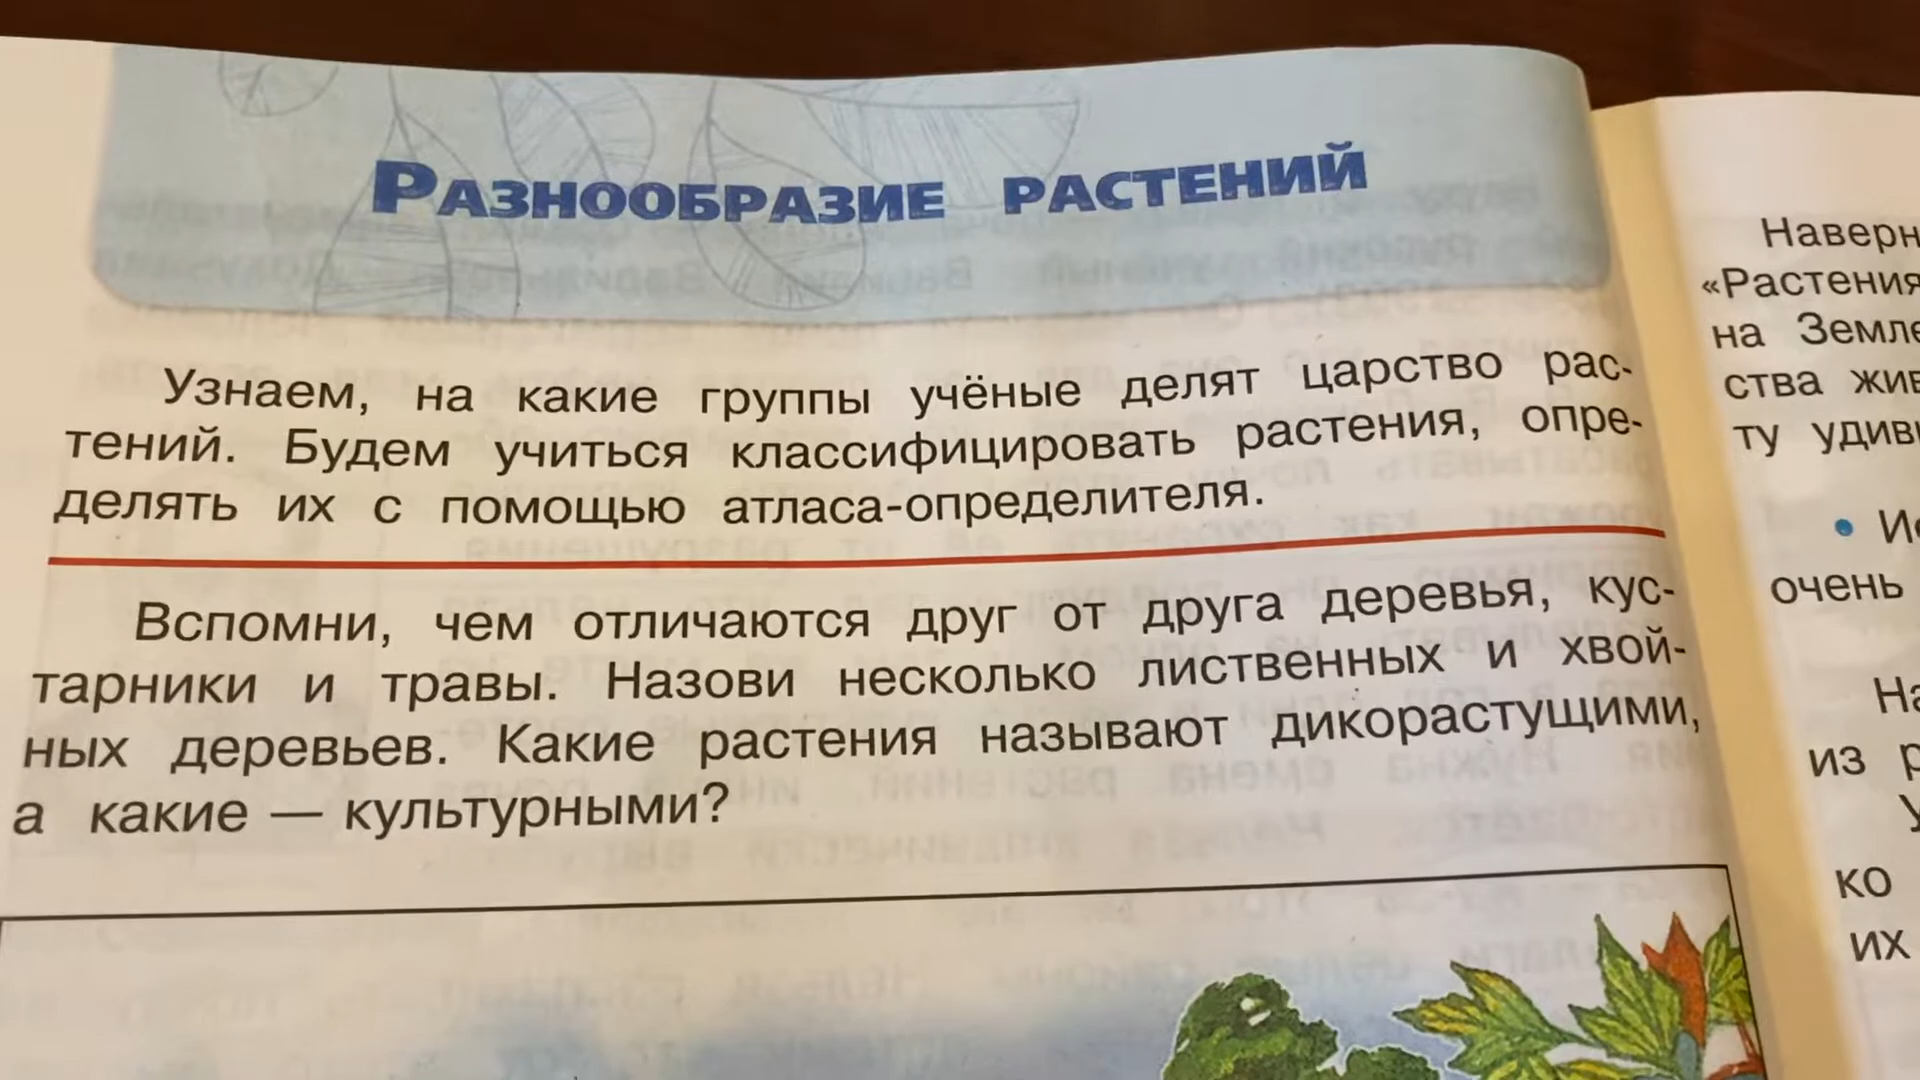 Разнообразие растений
Узнаем, на какие группы учёные делят царство рас-
тений. Будем учиться классифицировать растения, опре-
делять их с помощью атласа-определителя.
Вспомни, чем отличаются друг от друга деревья, кус-
тарники и травы. Назови несколько лиственных и хвой-
ных деревьев. Какие растения называют дикорастущими,
а какие — культурными?
Наверн
«Растения
на Земле
ства жив
ту удиви
• Ис
очень
На
из р
У
ко
их